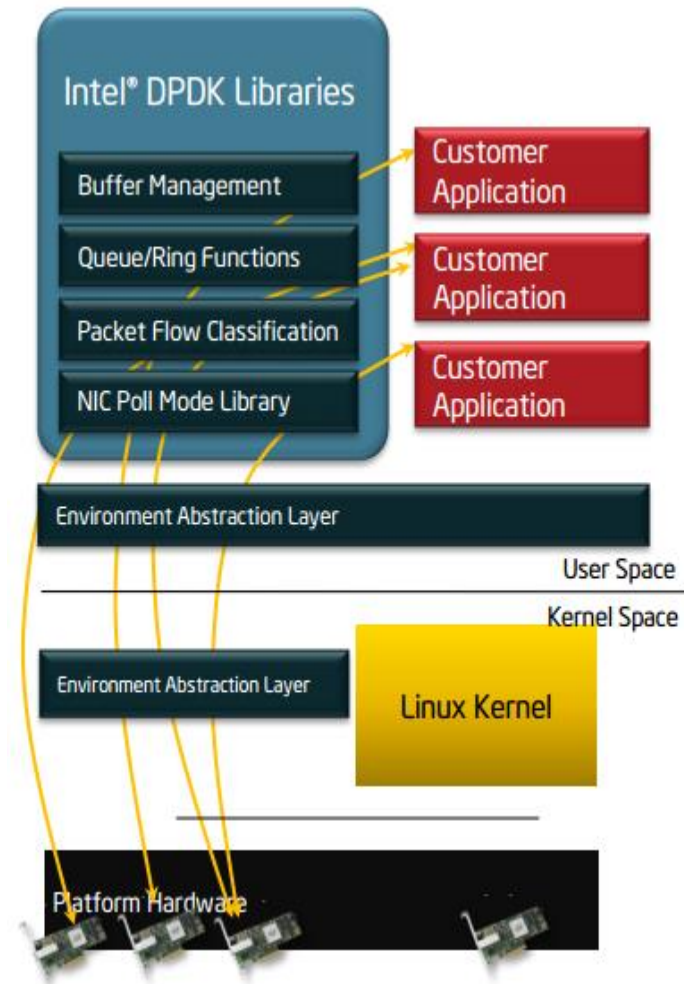 Intel® DPDK Libraries
Buffer Management
Queue/Ring Functions
Packet Flow Classification
NIC Poll Mode Library
Customer
Application
Customer
Application
Customer
Application
Environment Abstraction Layer
User Space
Kernel Space
Environment Abstraction Layer
Linux Kernel
Platform Hardware